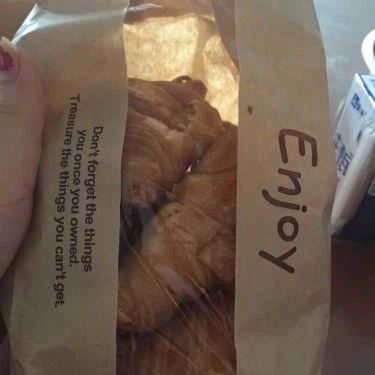 Don't forget the things
you once you owned.
Treasure the things you can't get.
Enjoy